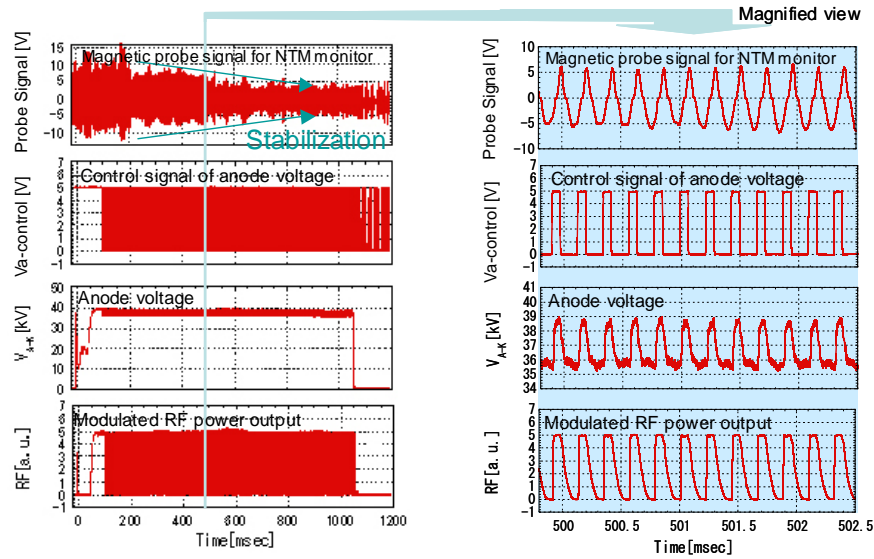 Magnified view
Probe Signal [V]
15
10
5
0
-5
-10
Magnetic probe signal for NTM monitor
Stabilization
Va-control [V]
7
6
5
4
3
2
1
0
-1
Control signal of anode voltage
V_A-K [kV]
50
40
30
20
10
0
Anode voltage
RF[a. u.]
7
6
5
4
3
2
1
0
-1
Modulated RF power output
0 200 400 600 800 1000 1200
Time[msec]
Probe Signal [V]
10
5
0
-5
-10
Magnetic probe signal for NTM monitor
Va-control [V]
7
6
5
4
3
2
1
0
-1
Control signal of anode voltage
V_A-K [kV]
41
40
39
38
37
36
35
34
Anode voltage
RF[a. u.]
7
6
5
4
3
2
1
0
-1
Modulated RF power output
500 500.5 501 501.5 502 502.5
Time[msec]